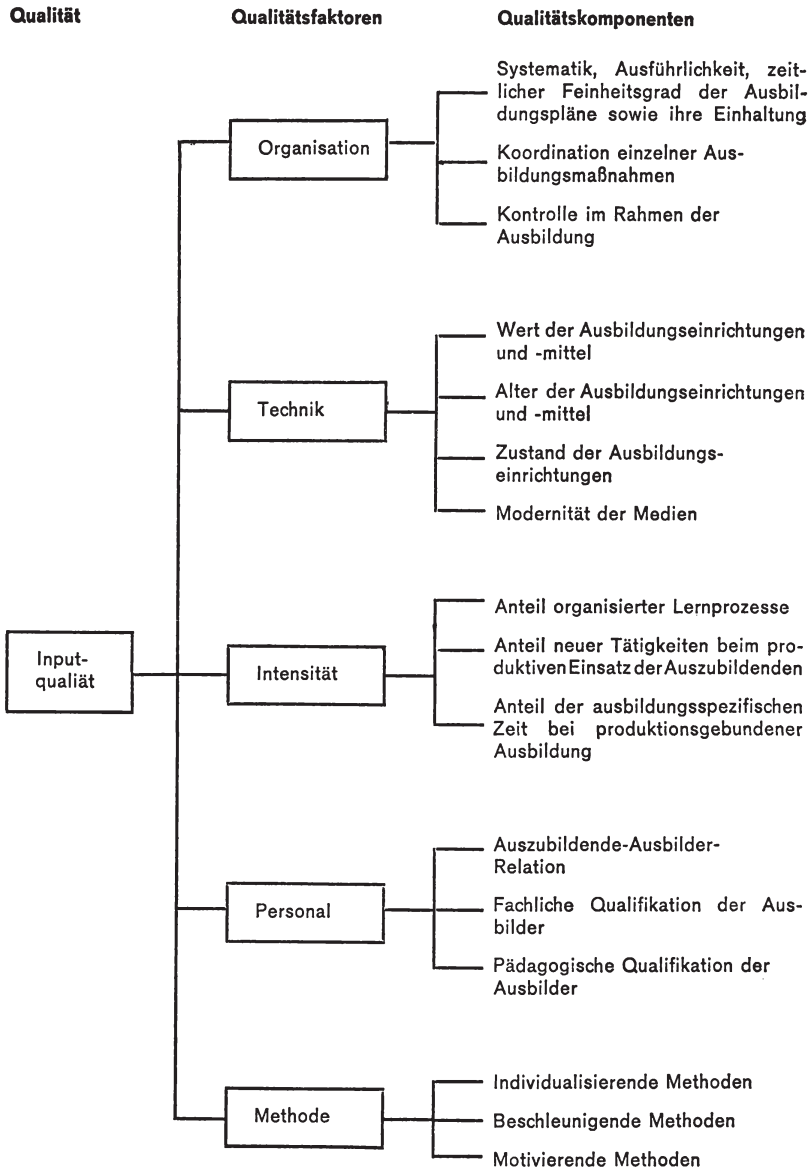 Qualität
Qualitätsfaktoren
Qualitätskomponenten
Organisation
Systematik, Ausführlichkeit, zeit-
licher Feinheitsgrad der Ausbil-
dungspläne sowie ihre Einhaltung
Koordination einzelner Aus-
bildungsmaßnahmen
Kontrolle im Rahmen der
Ausbildung
Technik
Wert der Ausbildungseinrichtungen
und -mittel
Alter der Ausbildungseinrichtungen
und -mittel
Zustand der Ausbildungs-
einrichtungen
Modernität der Medien
Input-
qualiät
Intensität
Anteil organisierter Lernprozesse
Anteil neuer Tätigkeiten beim pro-
duktiven Einsatz der Auszubildenden
Anteil der ausbildungsspezifischen
Zeit bei produktionsgebundener
Ausbildung
Personal
Auszubildende-Ausbilder-
Relation
Fachliche Qualifikation der Aus-
bilder
Pädagogische Qualifikation der
Ausbilder
Methode
Individualisierende Methoden
Beschleunigende Methoden
Motivierende Methoden